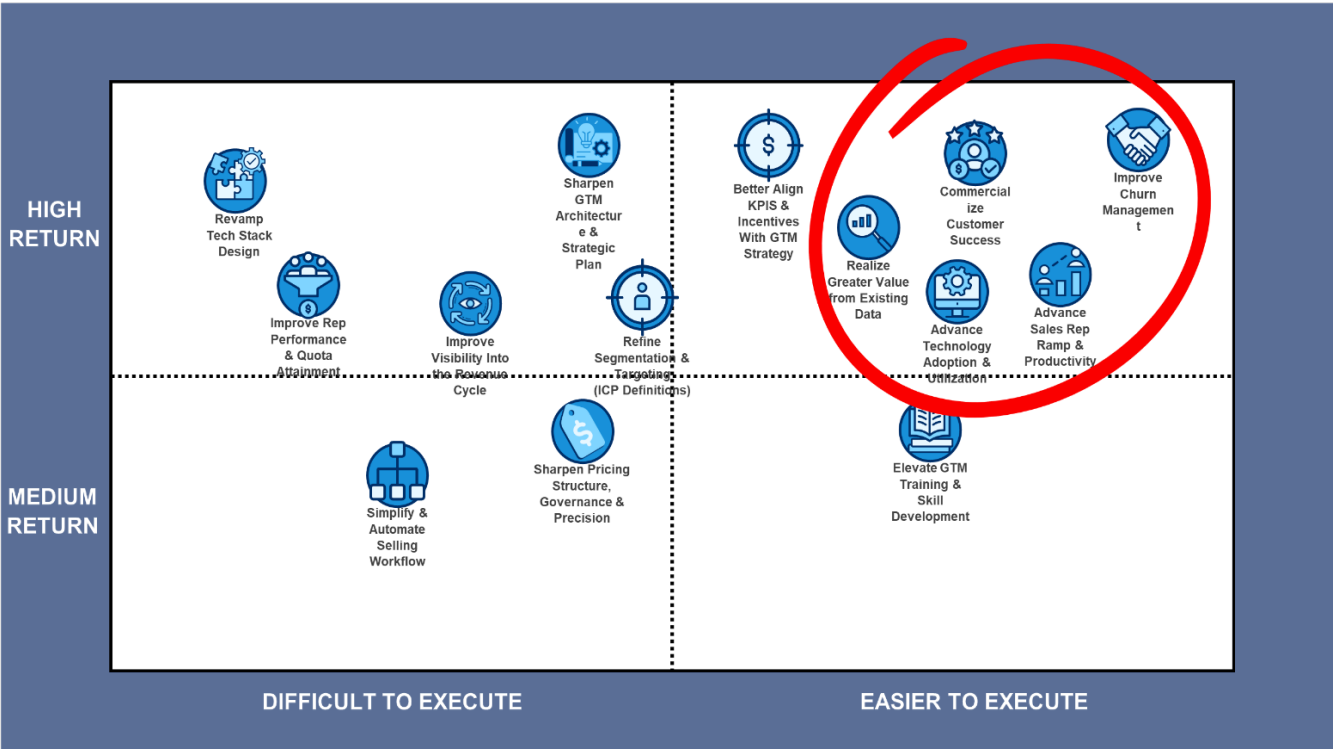 HIGH
RETURN
Revamp
Tech Stack
Design
Improve Rep
Performance
& Quota
Attainment
Improve
Visibility Into
the Revenue
Cycle
Sharpen
GTM
Architectur
e &
Strategic
Plan
Refine
Segmentation &
Targeting
(ICP Definitions)
Better Align
KPIS &
Incentives
With GTM
Strategy
Realize
Greater Value
from Existing
Data
Commercial
ize
Customer
Success
Advance
Technology
Adoption &
Utilization
Advance
Sales Rep
Ramp &
Productivity
Improve
Churn
Managemen
t
MEDIUM
RETURN
Simplify &
Automate
Selling
Workflow
Sharpen Pricing
Structure,
Governance &
Precision
Elevate GTM
Training &
Skill
Development
DIFFICULT TO EXECUTE
EASIER TO EXECUTE